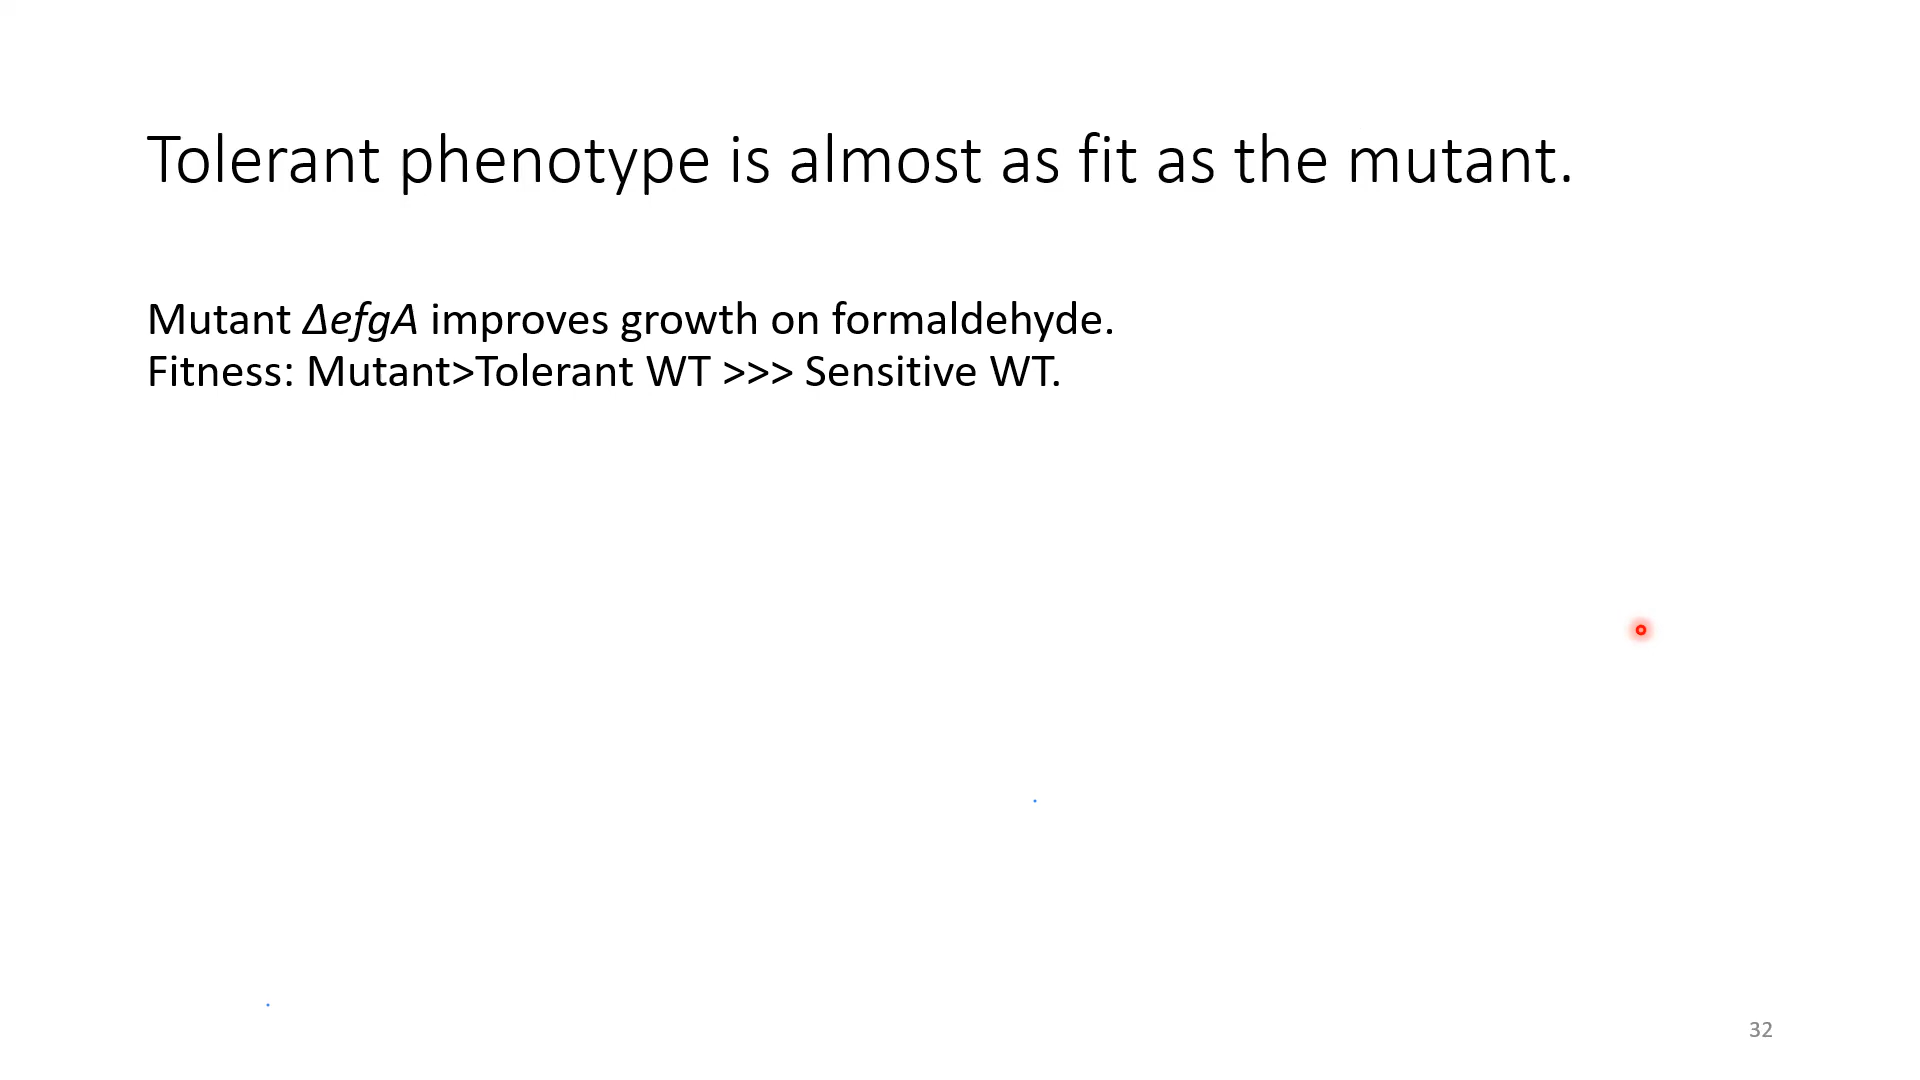 Tolerant phenotype is almost as fit as the mutant.
Mutant ΔefgA improves growth on formaldehyde.
Fitness: Mutant>Tolerant WT >>> Sensitive WT.
32